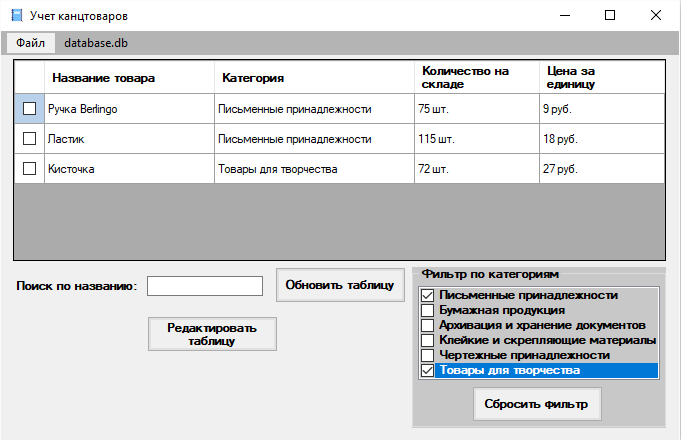 Учет канцтоваров
Файл database.db
Название товара Категория Количество на складе Цена за единицу
Ручка Berlingo Письменные принадлежности 75 шт. 9 руб.
Ластик Письменные принадлежности 115 шт. 18 руб.
Кисточка Товары для творчества 72 шт. 27 руб.
Поиск по названию:
Обновить таблицу
Редактировать
таблицу
Фильтр по категориям
Письменные принадлежности
Бумажная продукция
Архивация и хранение документов
Клейкие и скрепляющие материалы
Чертежные принадлежности
Товары для творчества
Сбросить фильтр